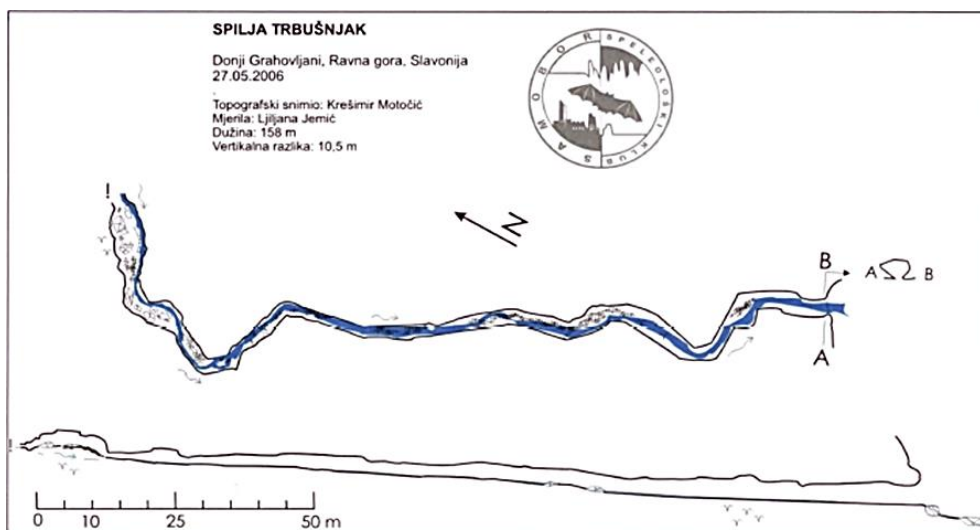 SPILJA TRBUŠNJAK
Donji Grahovljani, Ravna gora, Slavonija
27.05.2006
Topografski snimio: Krešimir Motočić
Mjerila: Ljiljana Jemić
Dužina: 158 m
Vertikalna razlika: 10,5 m
SPELEOLOŠKI KLUB SAMOBOR
!
N
B
A B
A
0 10 25 50 m